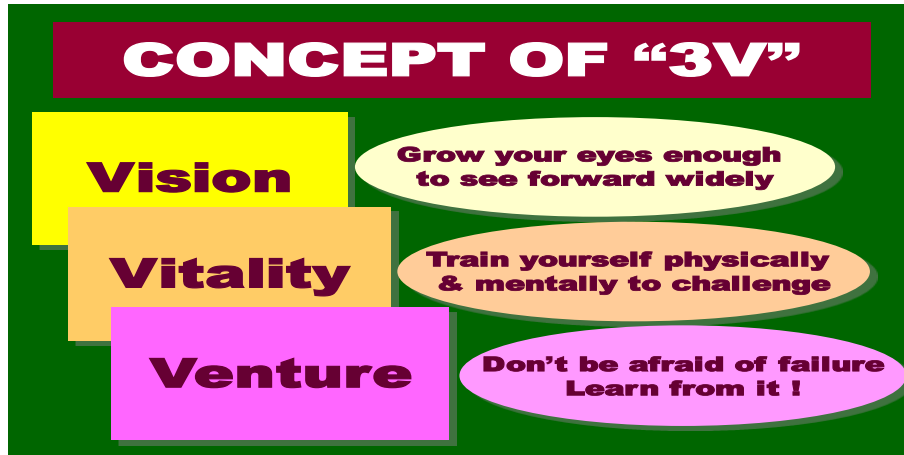 CONCEPT OF “3V”
Vision
Grow your eyes enough
to see forward widely
Vitality
Train yourself physically
& mentally to challenge
Venture
Don’t be afraid of failure
Learn from it !